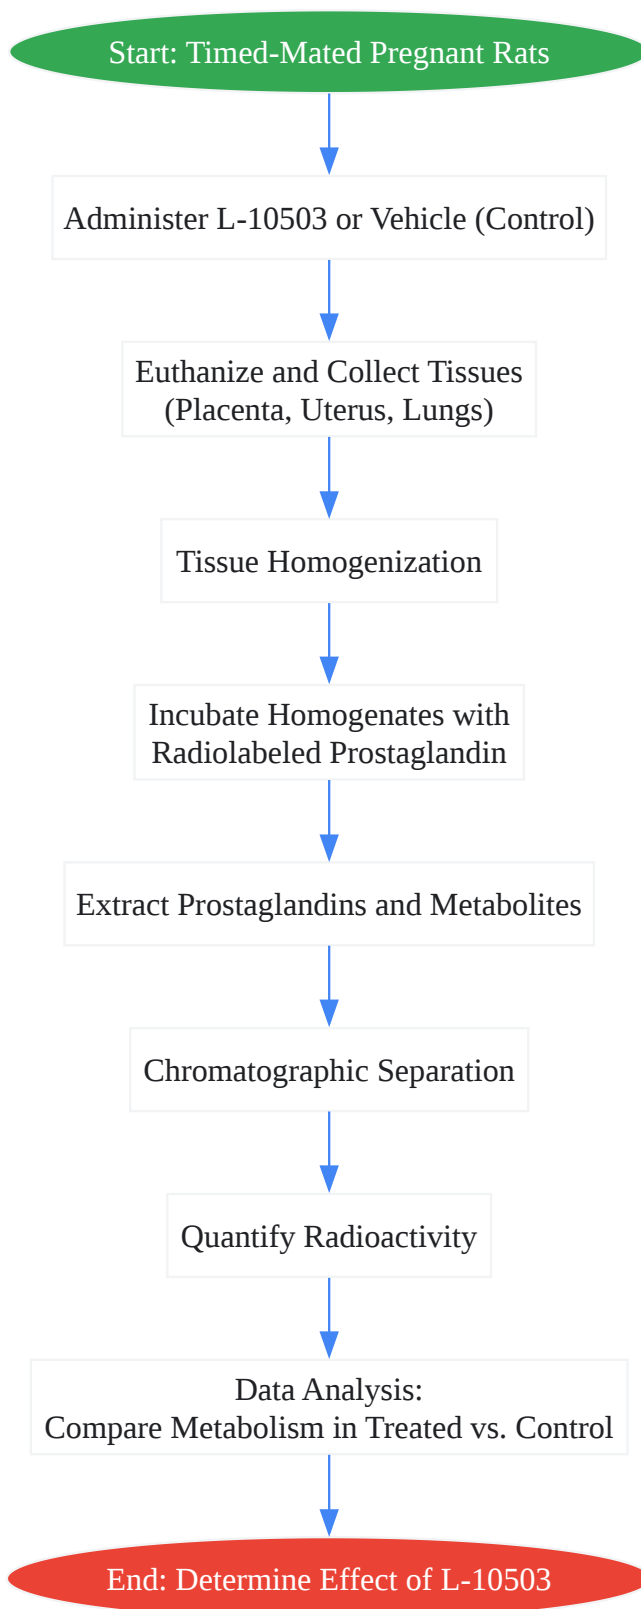 Start: Timed-Mated Pregnant Rats
Administer L-10503 or Vehicle (Control)
Euthanize and Collect Tissues
(Placenta, Uterus, Lungs)
Tissue Homogenization
Incubate Homogenates with
Radiolabeled Prostaglandin
Extract Prostaglandins and Metabolites
Chromatographic Separation
Quantify Radioactivity
Data Analysis:
Compare Metabolism in Treated vs. Control
End: Determine Effect of L-10503